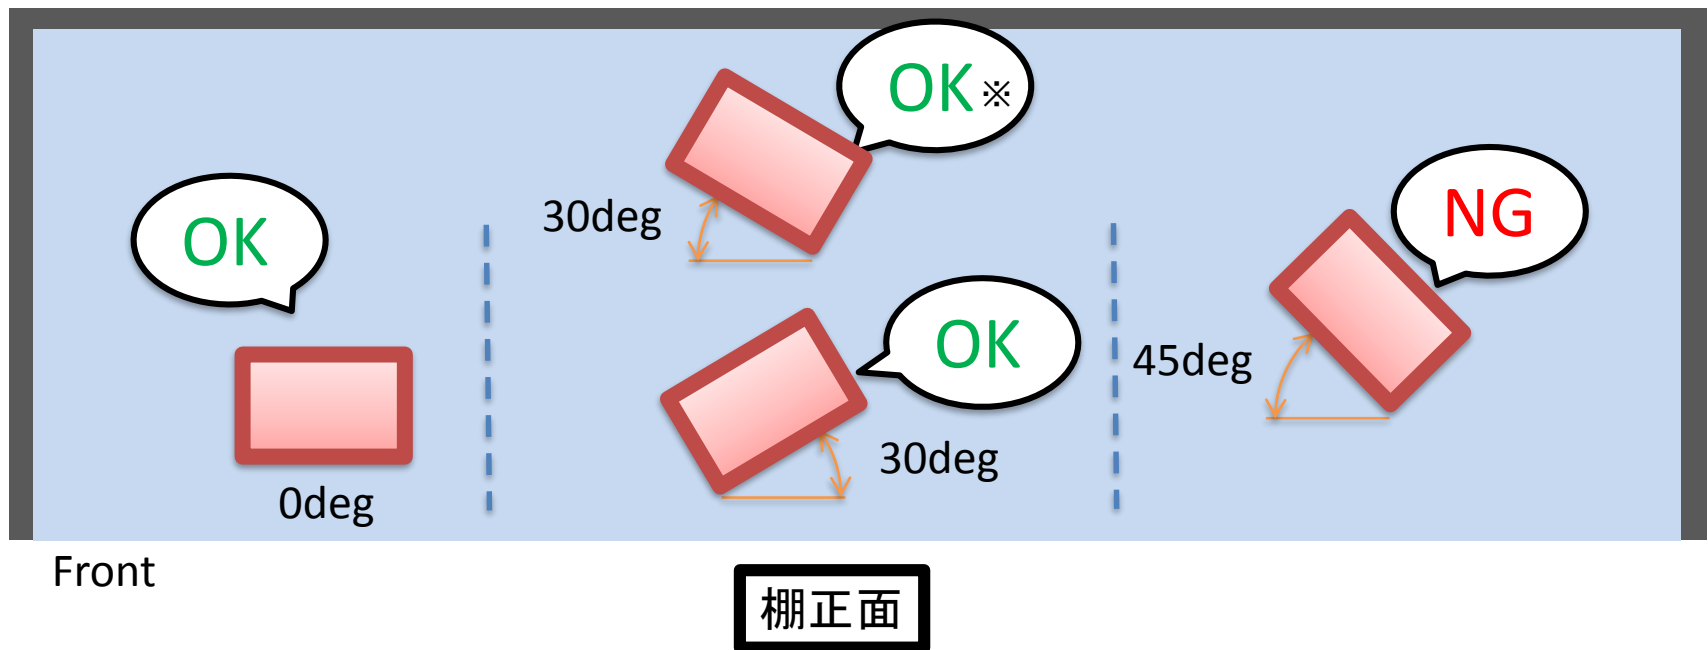 OK※
30deg
OK
0deg
OK
30deg
NG
45deg
Front
棚正面